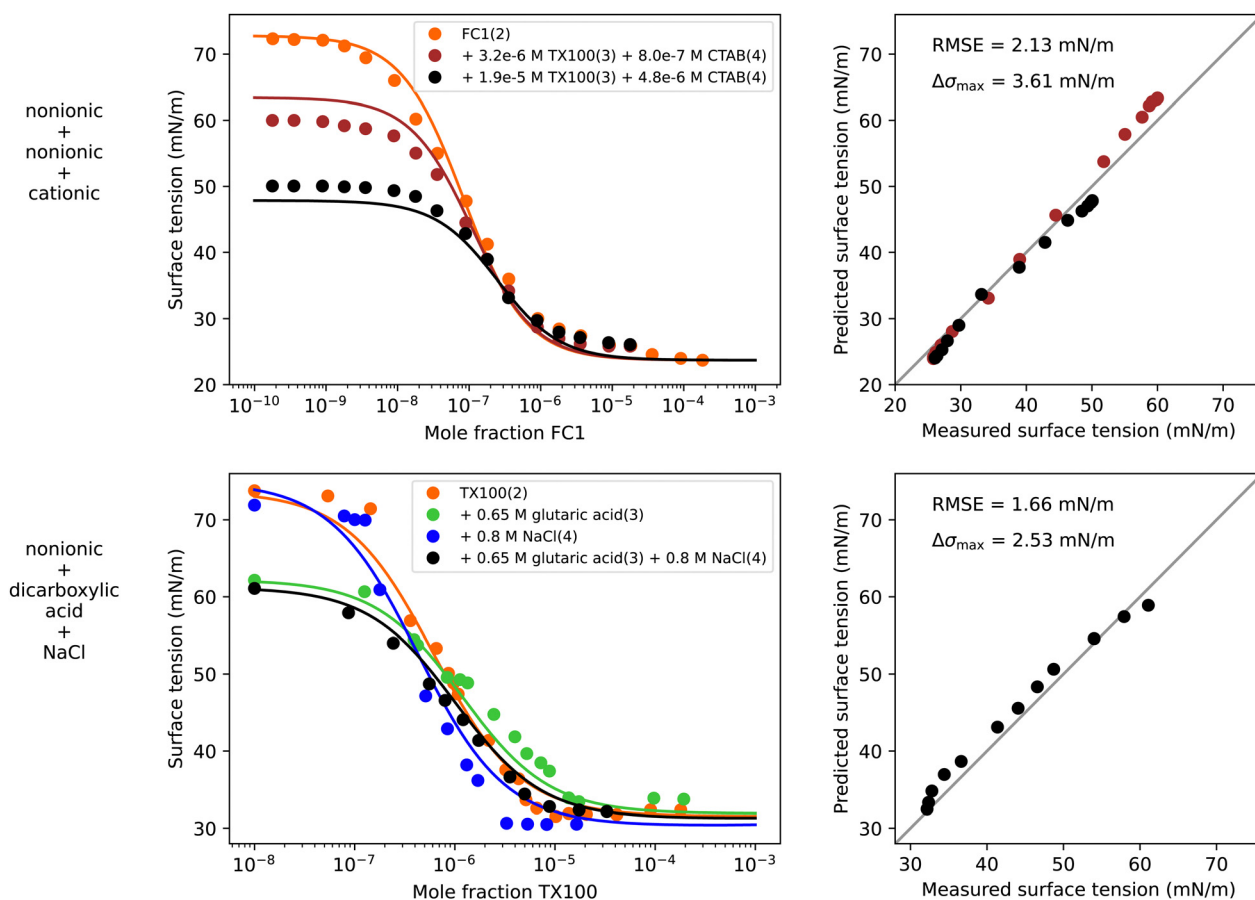 nonionic
+
nonionic
+
cationic
Surface tension (mN/m)
70
60
50
40
30
20
FC1(2)
+ 3.2e-6 M TX100(3) + 8.0e-7 M CTAB(4)
+ 1.9e-5 M TX100(3) + 4.8e-6 M CTAB(4)
10⁻¹⁰ 10⁻⁹ 10⁻⁸ 10⁻⁷ 10⁻⁶ 10⁻⁵ 10⁻⁴ 10⁻³
Mole fraction FC1
Predicted surface tension (mN/m)
70
60
50
40
30
20
RMSE = 2.13 mN/m
Δσmax = 3.61 mN/m
20 30 40 50 60 70
Measured surface tension (mN/m)
nonionic
+
dicarboxylic
acid
+
NaCl
Surface tension (mN/m)
70
60
50
40
30
TX100(2)
+ 0.65 M glutaric acid(3)
+ 0.8 M NaCl(4)
+ 0.65 M glutaric acid(3) + 0.8 M NaCl(4)
10⁻⁸ 10⁻⁷ 10⁻⁶ 10⁻⁵ 10⁻⁴ 10⁻³
Mole fraction TX100
Predicted surface tension (mN/m)
70
60
50
40
30
RMSE = 1.66 mN/m
Δσmax = 2.53 mN/m
30 40 50 60 70
Measured surface tension (mN/m)